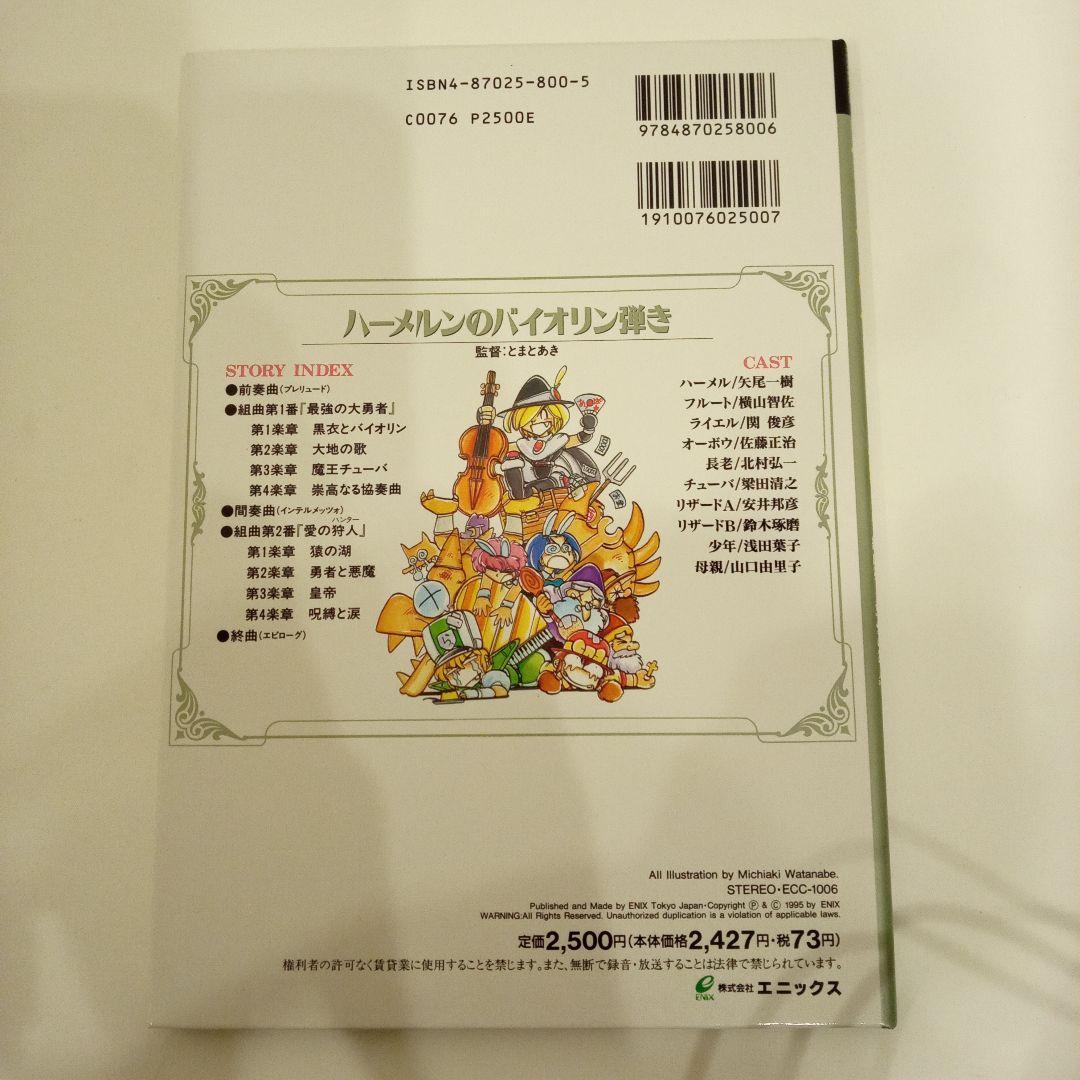 ISBN4-87025-800-5
C0076 P2500E
9784870258006
1910076025007
ハーメルンのバイオリン弾き
監督:とまとあき
STORY INDEX
●前奏曲(プレリュード)
●組曲第1番『最強の大勇者』
第1楽章 黒衣とバイオリン
第2楽章 大地の歌
第3楽章 魔王チューバ
第4楽章 崇高なる協奏曲
●間奏曲(インテルメッツォ)
●組曲第2番『愛の狩人』
ハンター
第1楽章 猿の湖
第2楽章 勇者と悪魔
第3楽章 皇帝
第4楽章 呪縛と涙
●終曲(エピローグ)
CAST
ハーメル/矢尾一樹
フルート/横山智佐
ライエル/関 俊彦
オーボウ/佐藤正治
長老/北村弘一
チューバ/梁田清之
リザードA/安井邦彦
リザードB/鈴木琢磨
少年/浅田葉子
母親/山口由里子
All Illustration by Michiaki Watanabe.
STEREO・ECC-1006
Published and Made by ENIX Tokyo Japan・Copyright Ⓟ & Ⓒ 1995 by ENIX
WARNING:All Rights Reserved. Unauthorized duplication is a violation of applicable laws.
定価2,500円(本体価格2,427円・税73円)
権利者の許可なく賃貸業に使用することを禁じます。また、無断で録音・放送することは法律で禁じられています。
ENIX 株式会社 エニックス